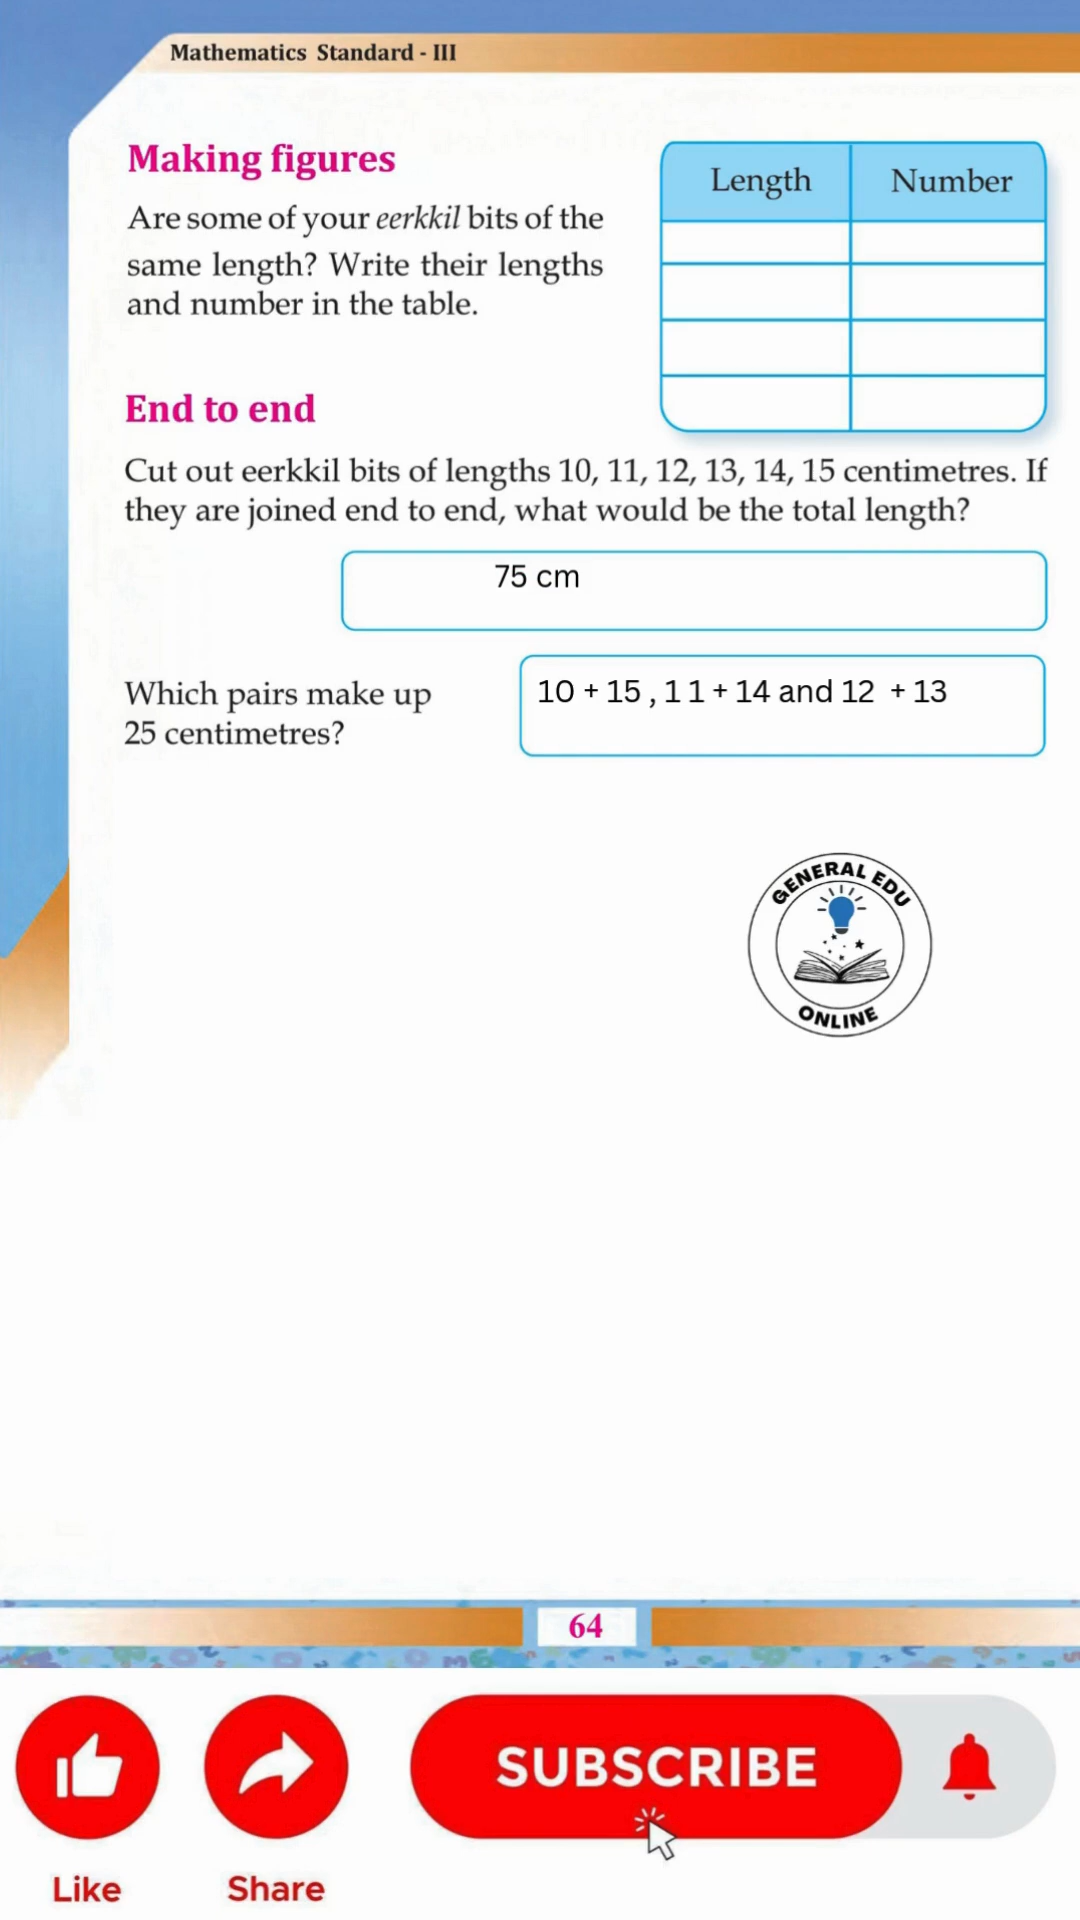 Mathematics Standard - III
Making figures
Are some of your eerkkil bits of the
same length? Write their lengths
and number in the table.
Length Number
End to end
Cut out eerkkil bits of lengths 10, 11, 12, 13, 14, 15 centimetres. If
they are joined end to end, what would be the total length?
75 cm
Which pairs make up
25 centimetres?
10 + 15 , 1 1 + 14 and 12 + 13
GENERAL EDU
ONLINE
64
SUBSCRIBE
Like Share